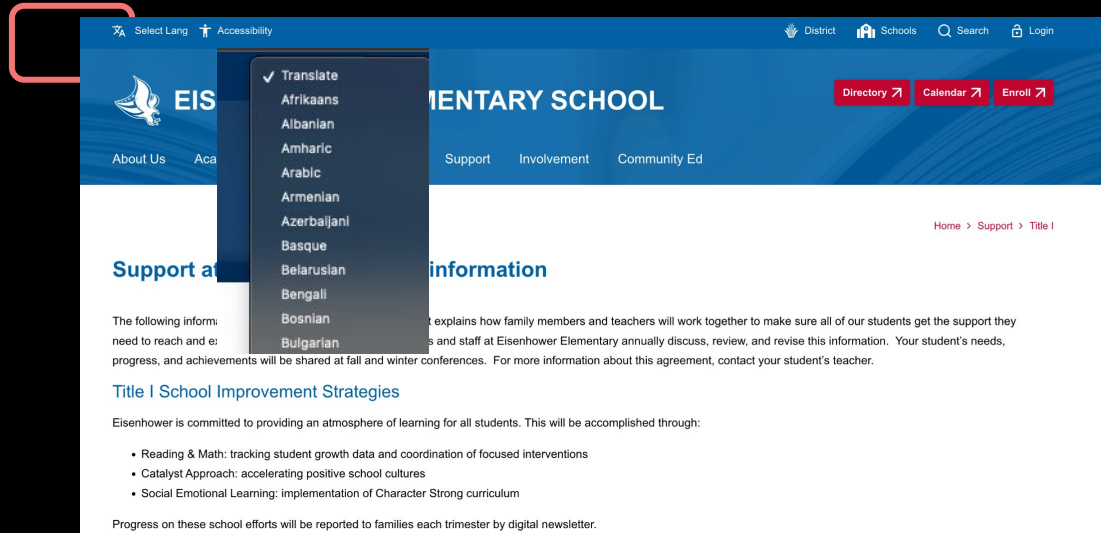 Select Lang Accessibility District Schools Search Login
✓ Translate
Afrikaans
Albanian
Amharic
Arabic
Armenian
Azerbaijani
Basque
Belarusian
Bengali
Bosnian
Bulgarian
EIS MENTARY SCHOOL
Directory Calendar Enroll
About Us Aca Support Involvement Community Ed
Home > Support > Title I
Support at information
The following inform explains how family members and teachers will work together to make sure all of our students get the support they
need to reach and ex s and staff at Eisenhower Elementary annually discuss, review, and revise this information. Your student's needs,
progress, and achievements will be shared at fall and winter conferences. For more information about this agreement, contact your student's teacher.
Title I School Improvement Strategies
Eisenhower is committed to providing an atmosphere of learning for all students. This will be accomplished through:
• Reading & Math: tracking student growth data and coordination of focused interventions
• Catalyst Approach: accelerating positive school cultures
• Social Emotional Learning: implementation of Character Strong curriculum
Progress on these school efforts will be reported to families each trimester by digital newsletter.